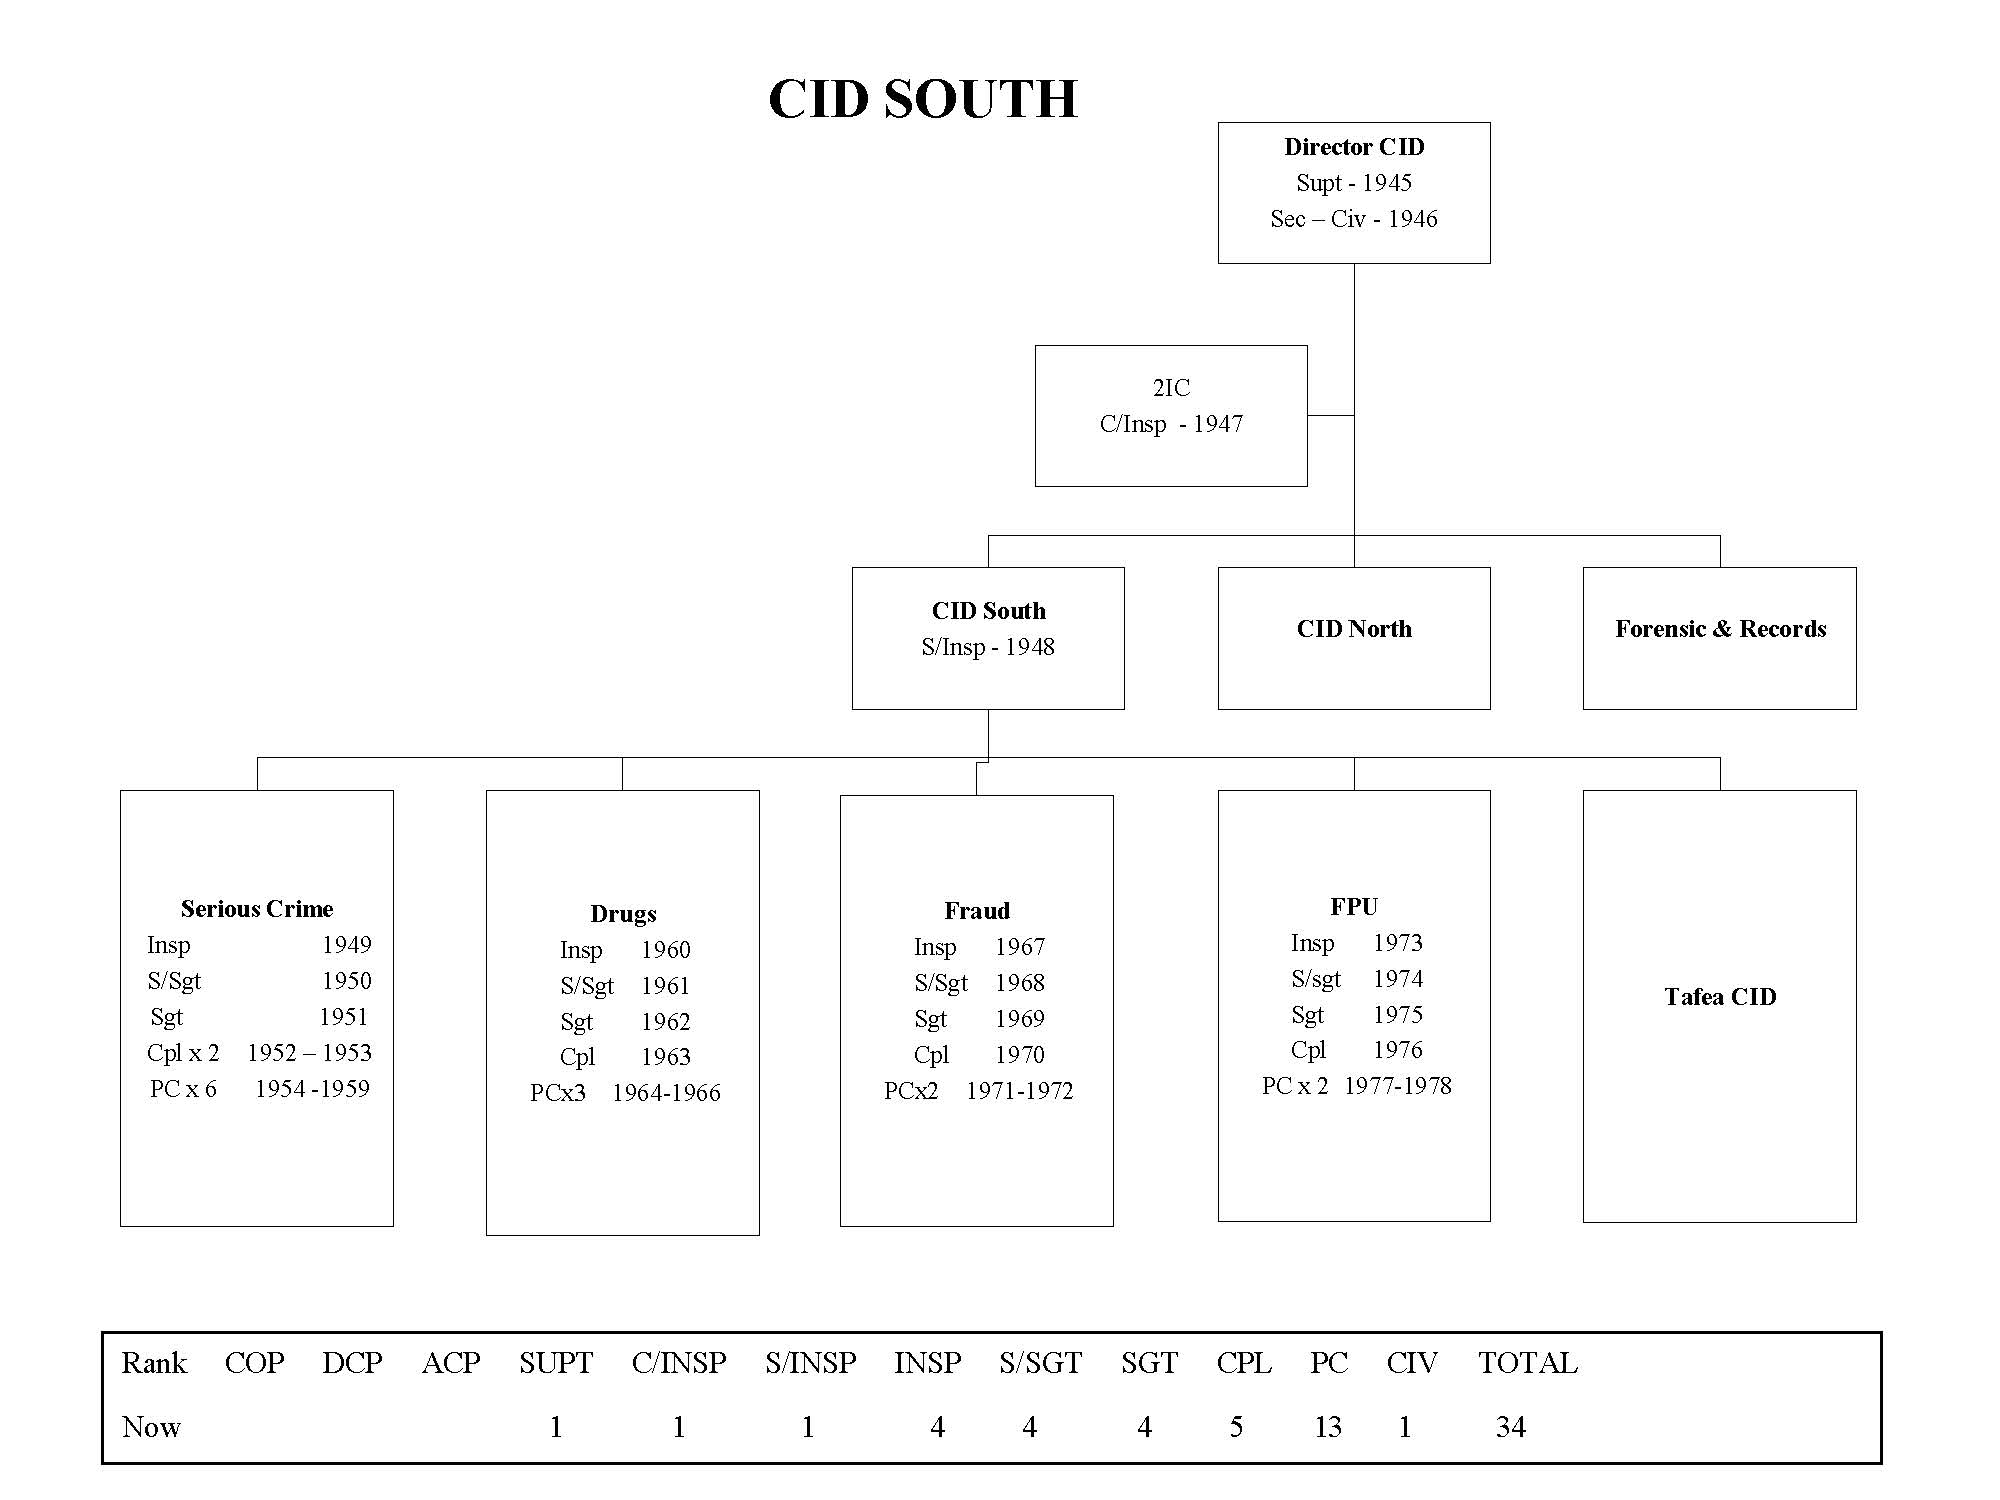 CID SOUTH
Director CID
Supt - 1945
Sec – Civ - 1946
2IC
C/Insp - 1947
CID South
S/Insp - 1948
CID North
Forensic & Records
Serious Crime
Insp 1949
S/Sgt 1950
Sgt 1951
Cpl x 2 1952 – 1953
PC x 6 1954 -1959
Drugs
Insp 1960
S/Sgt 1961
Sgt 1962
Cpl 1963
PCx3 1964-1966
Fraud
Insp 1967
S/Sgt 1968
Sgt 1969
Cpl 1970
PCx2 1971-1972
FPU
Insp 1973
S/sgt 1974
Sgt 1975
Cpl 1976
PC x 2 1977-1978
Tafea CID
Rank COP DCP ACP SUPT C/INSP S/INSP INSP S/SGT SGT CPL PC CIV TOTAL
Now 1 1 1 4 4 4 5 13 1 34